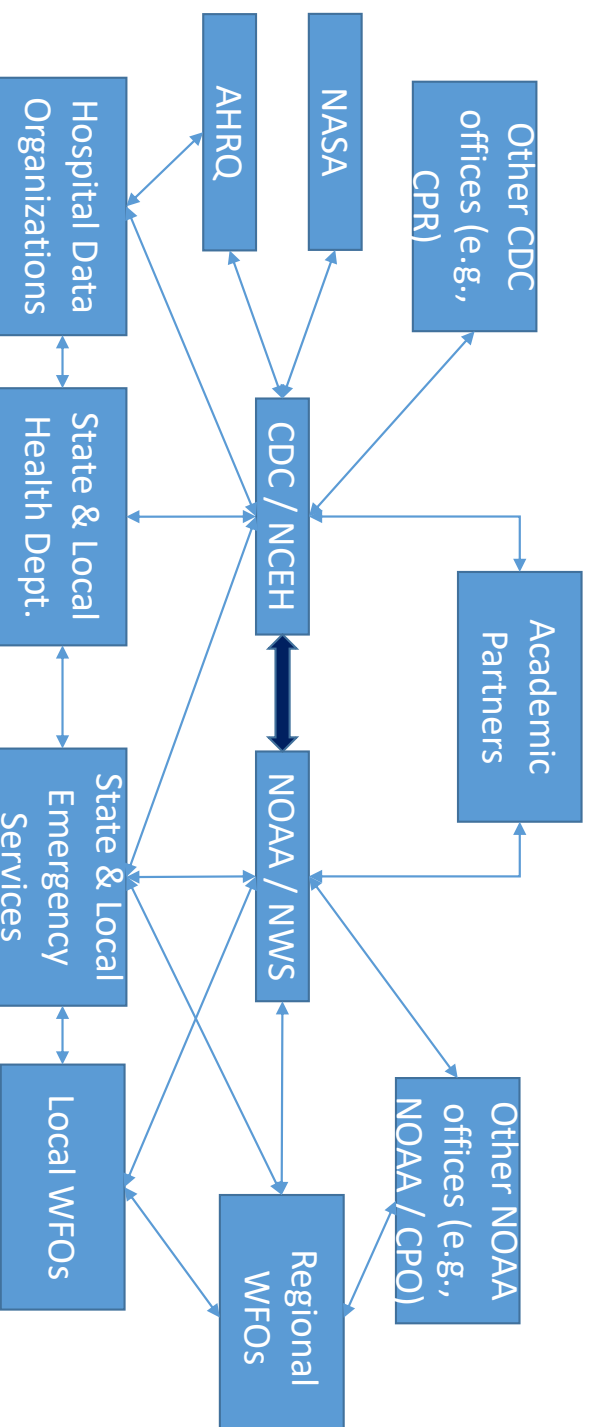 Academic
Partners
Other CDC
offices (e.g.,
CPR)
Other NOAA
offices (e.g.,
NOAA / CPO)
NASA
CDC / NCEH
NOAA / NWS
AHRQ
Regional
WFOs
Hospital Data
Organizations
State & Local
Health Dept.
State & Local
Emergency
Services
Local WFOs